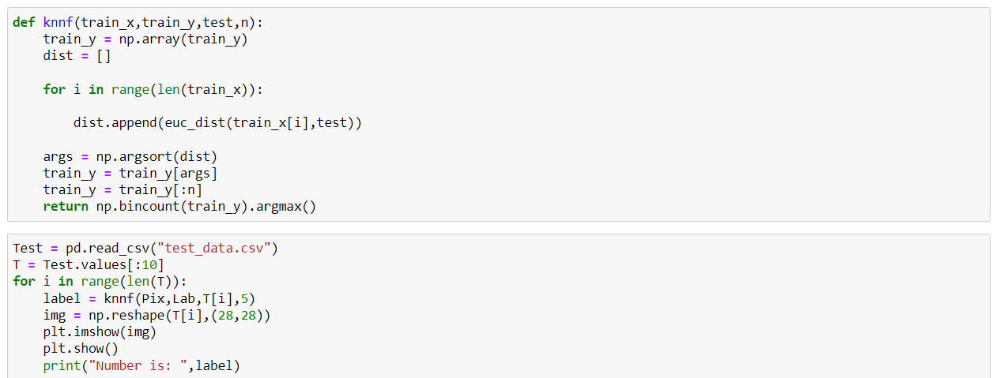 def knnf(train_x,train_y,test,n):
    train_y = np.array(train_y)
    dist = []
    for i in range(len(train_x)):
        dist.append(euc_dist(train_x[i],test))
    args = np.argsort(dist)
    train_y = train_y[args]
    train_y = train_y[:n]
    return np.bincount(train_y).argmax()
Test = pd.read_csv("test_data.csv")
T = Test.values[:10]
for i in range(len(T)):
    label = knnf(Pix,Lab,T[i],5)
    img = np.reshape(T[i],(28,28))
    plt.imshow(img)
    plt.show()
    print("Number is: ",label)